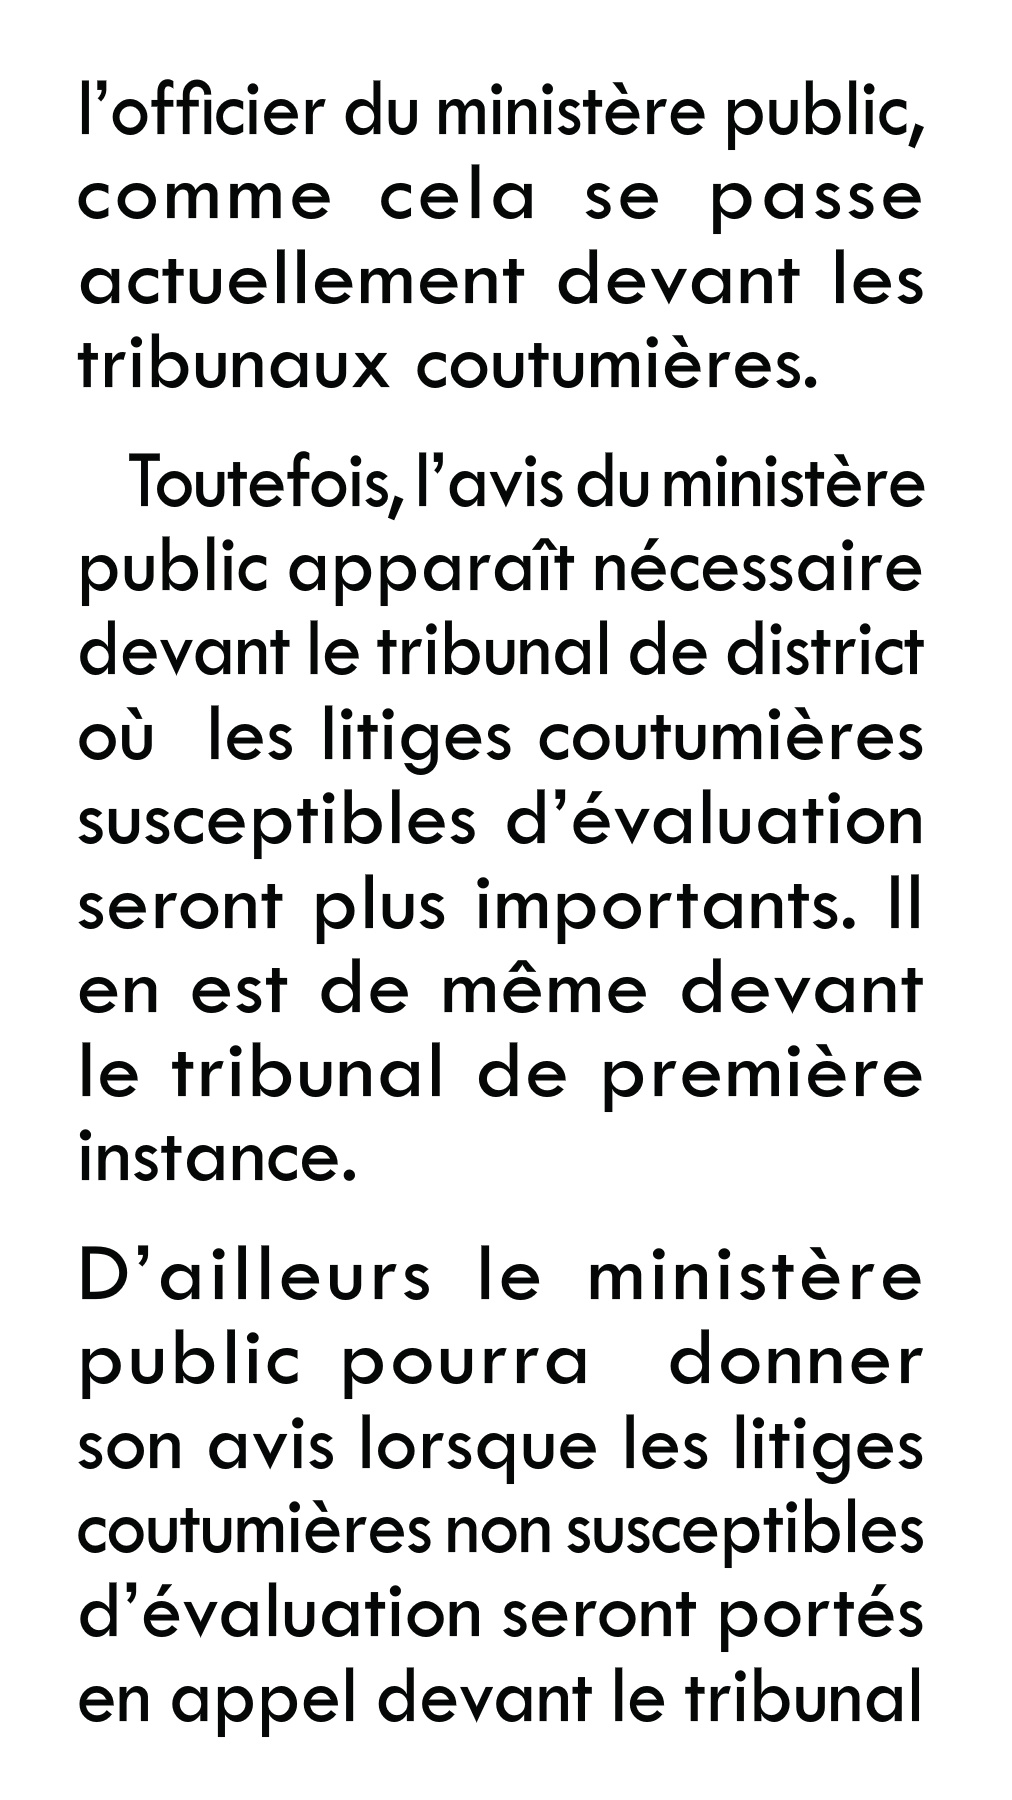 l’officier du ministère public,
comme cela se passe
actuellement devant les
tribunaux coutumières.
Toutefois, l’avis du ministère
public apparaît nécessaire
devant le tribunal de district
où les litiges coutumières
susceptibles d’évaluation
seront plus importants. Il
en est de même devant
le tribunal de première
instance.
D’ailleurs le ministère
public pourra donner
son avis lorsque les litiges
coutumières non susceptibles
d’évaluation seront portés
en appel devant le tribunal